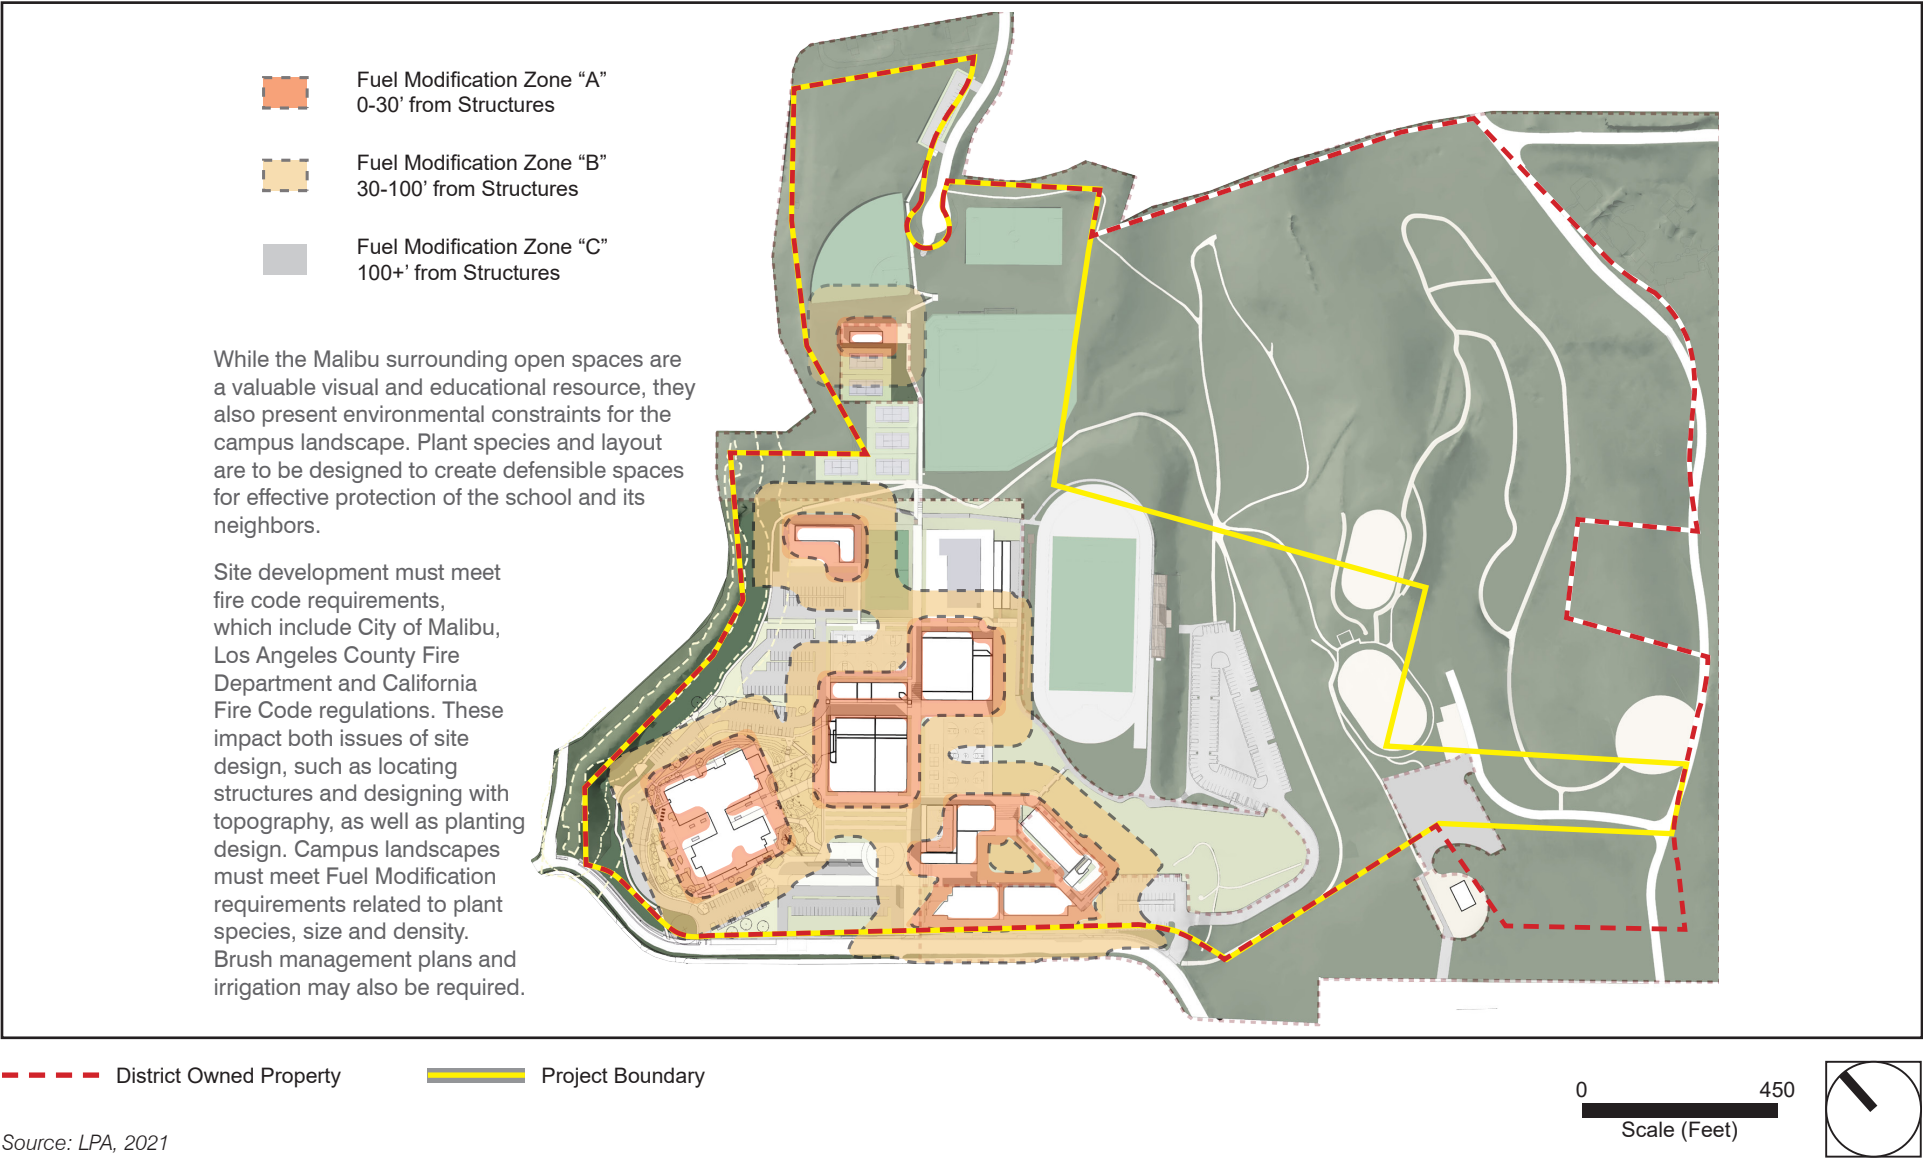 Fuel Modification Zone “A”
0-30’ from Structures
Fuel Modification Zone “B”
30-100’ from Structures
Fuel Modification Zone “C”
100+’ from Structures
While the Malibu surrounding open spaces are
a valuable visual and educational resource, they
also present environmental constraints for the
campus landscape. Plant species and layout
are to be designed to create defensible spaces
for effective protection of the school and its
neighbors.
Site development must meet
fire code requirements,
which include City of Malibu,
Los Angeles County Fire
Department and California
Fire Code regulations. These
impact both issues of site
design, such as locating
structures and designing with
topography, as well as planting
design. Campus landscapes
must meet Fuel Modification
requirements related to plant
species, size and density.
Brush management plans and
irrigation may also be required.
District Owned Property
Project Boundary
0 450
Scale (Feet)
Source: LPA, 2021